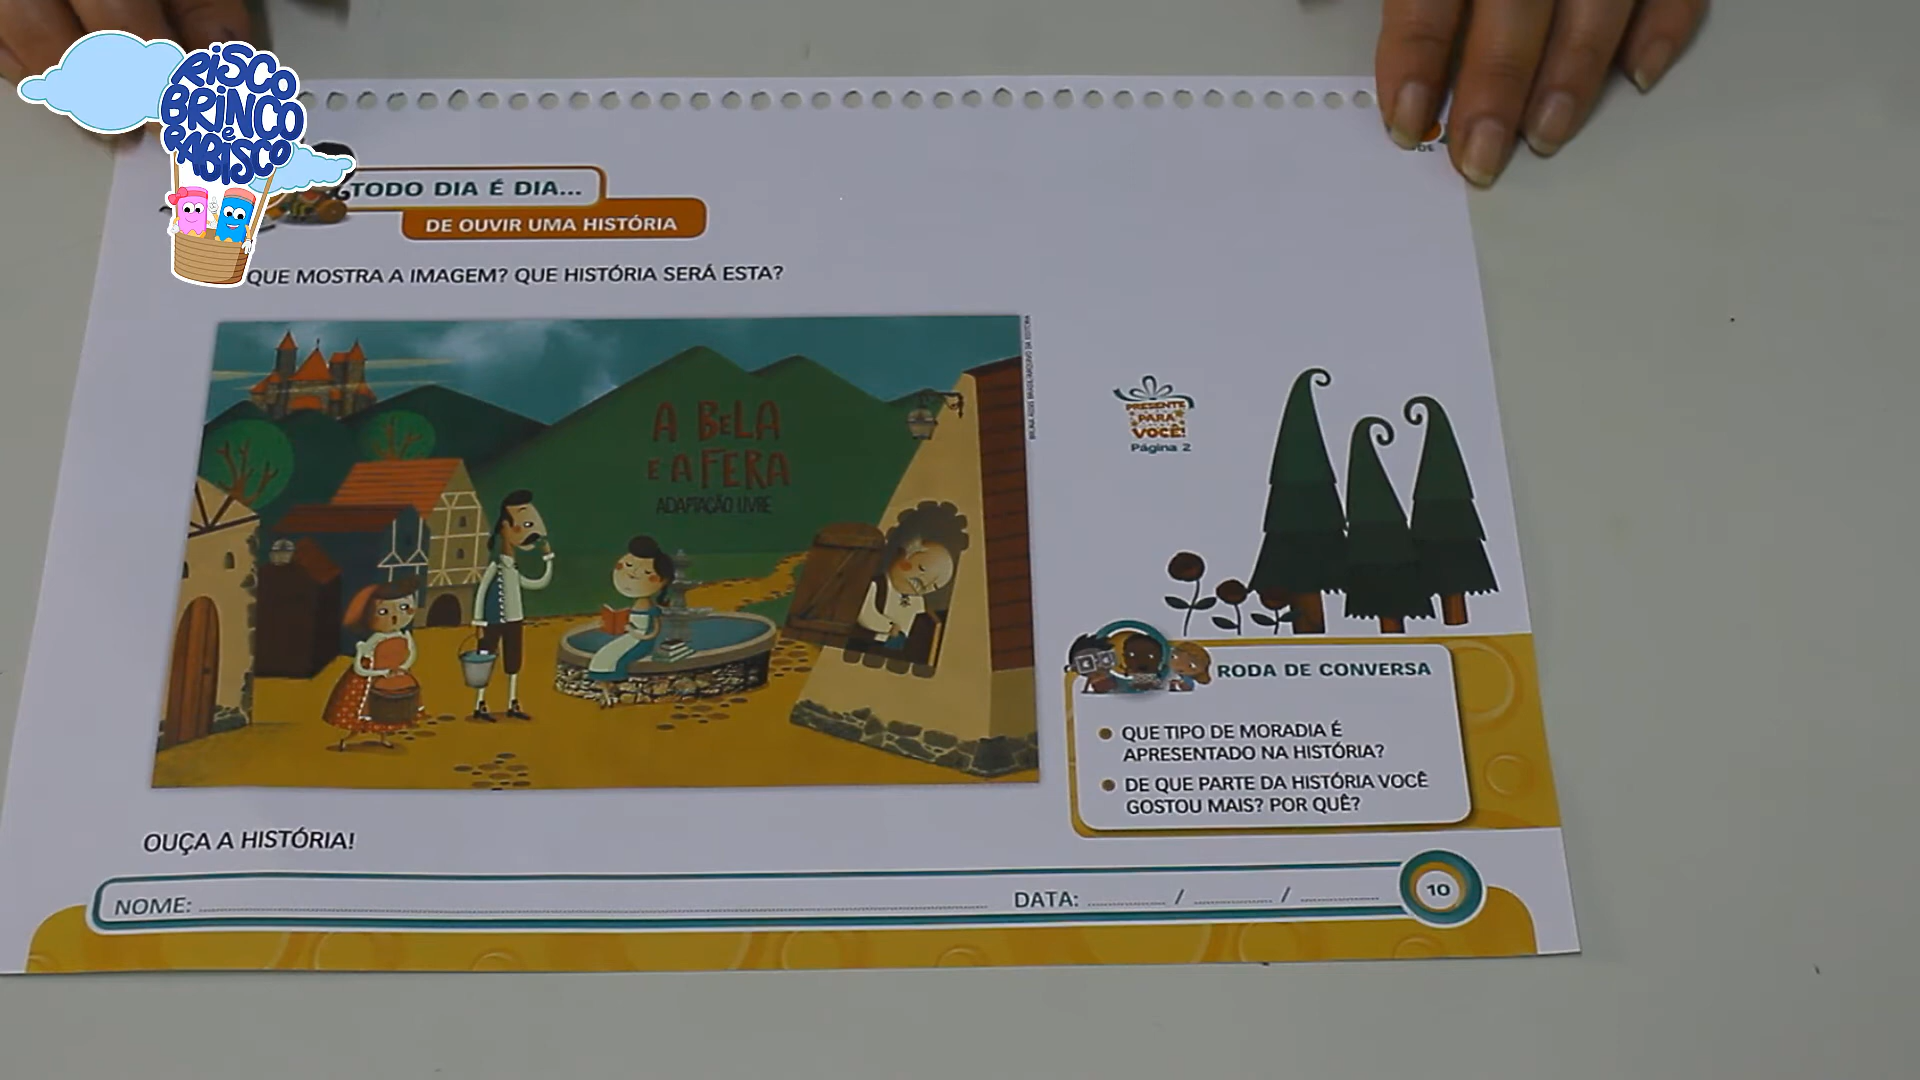 RISCO
BRINCO
e
RABISCO
TODO DIA É DIA...
DE OUVIR UMA HISTÓRIA
QUE MOSTRA A IMAGEM? QUE HISTÓRIA SERÁ ESTA?
A BELA
E A FERA
ADAPTAÇÃO LIVRE
PRESENTE
PARA
VOCÊ!
Página 2
RODA DE CONVERSA
QUE TIPO DE MORADIA É
APRESENTADO NA HISTÓRIA?
DE QUE PARTE DA HISTÓRIA VOCÊ
GOSTOU MAIS? POR QUÊ?
OUÇA A HISTÓRIA!
NOME:
DATA: / /
10